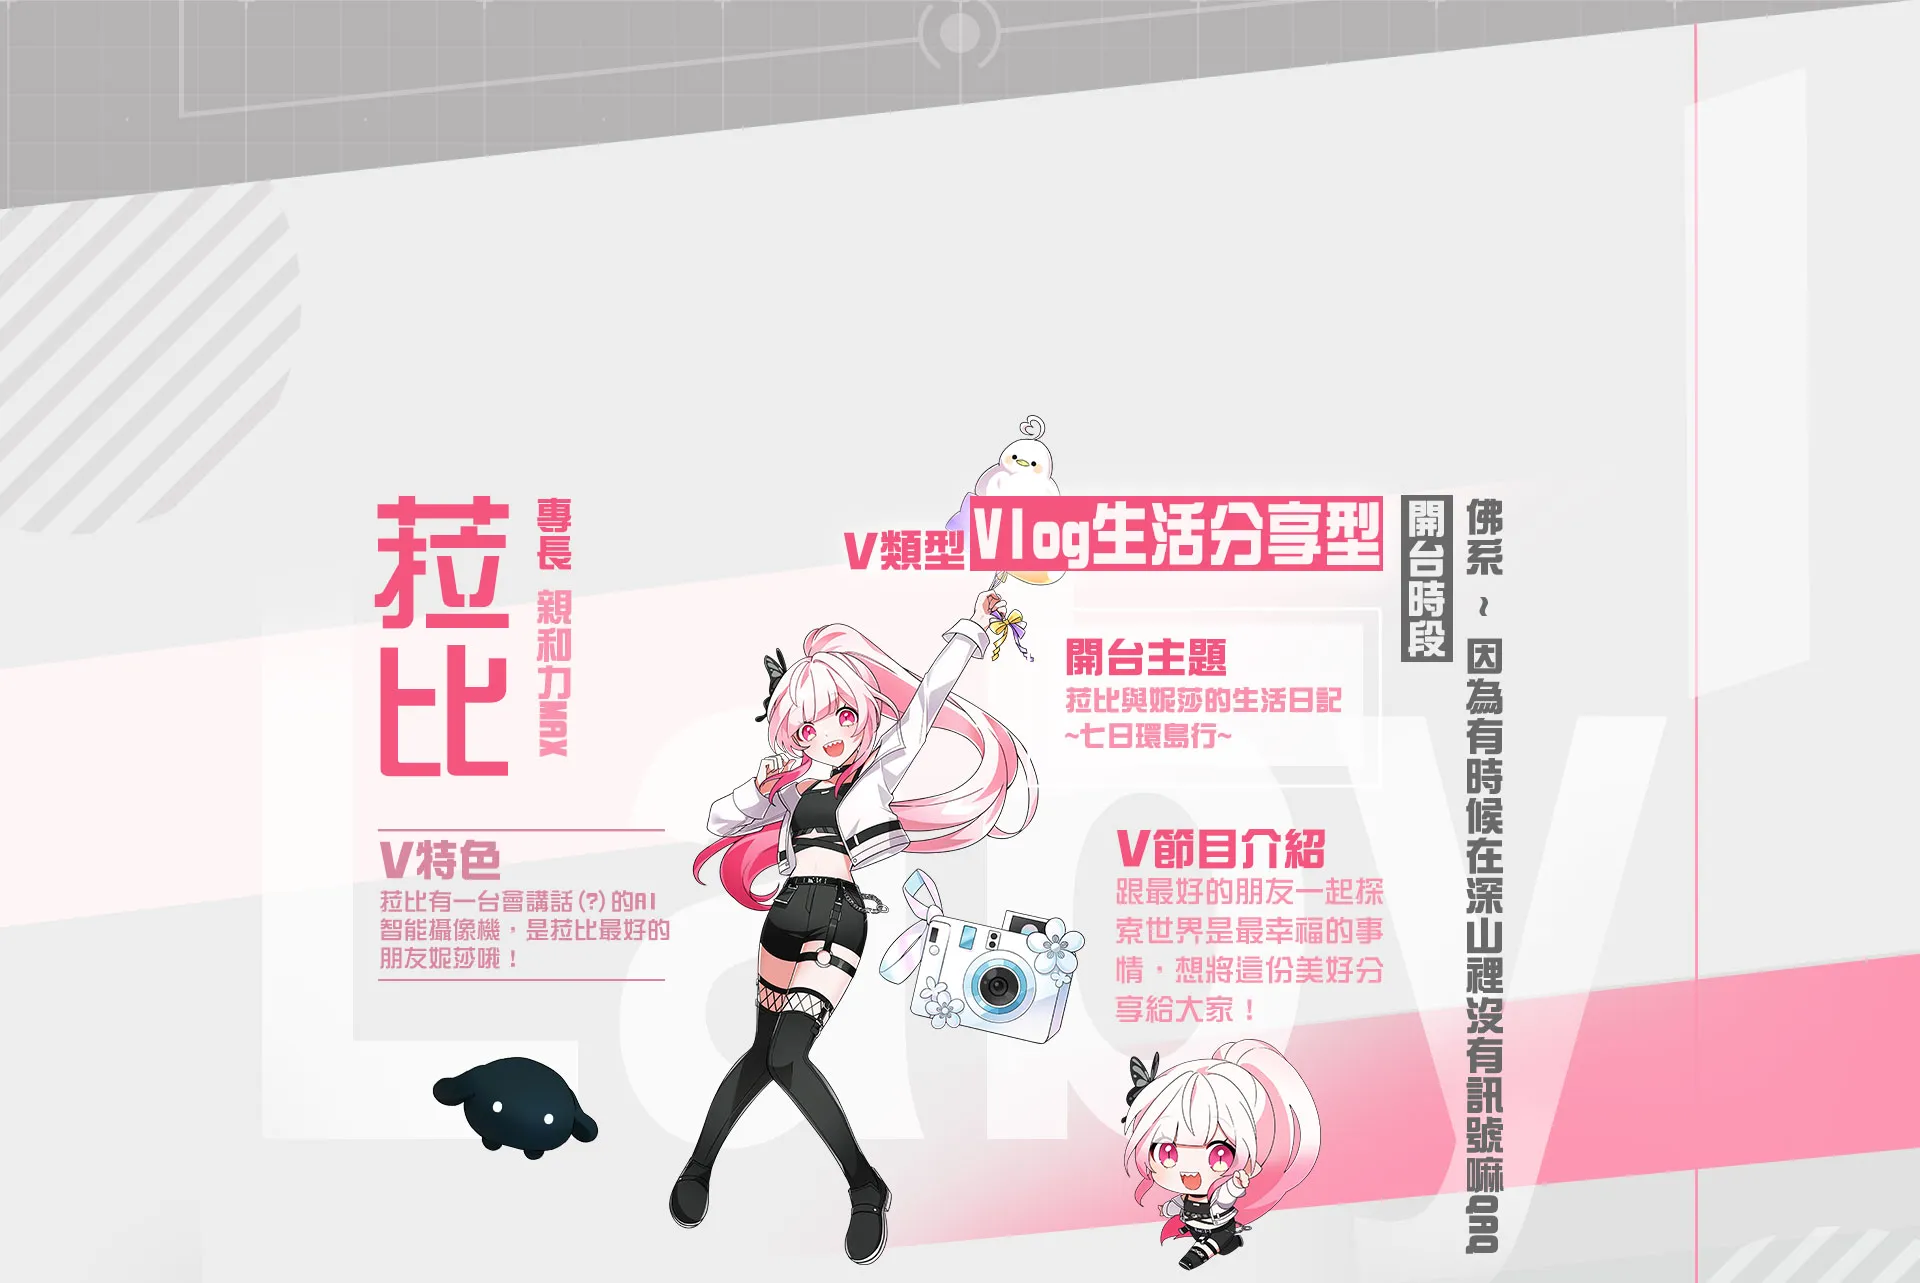 菈比
專長 親和力MAX
V特色
菈比有一台會講話(?)的AI
智能攝像機，是菈比最好的
朋友妮莎哦！
V類型
Vlog生活分享型
開台主題
菈比與妮莎的生活日記
~七日環島行~
V節目介紹
跟最好的朋友一起探
索世界是最幸福的事
情，想將這份美好分
享給大家！
開台時段
佛系 ~ 因為有時候在深山裡沒有訊號嘛QAQ
Laby